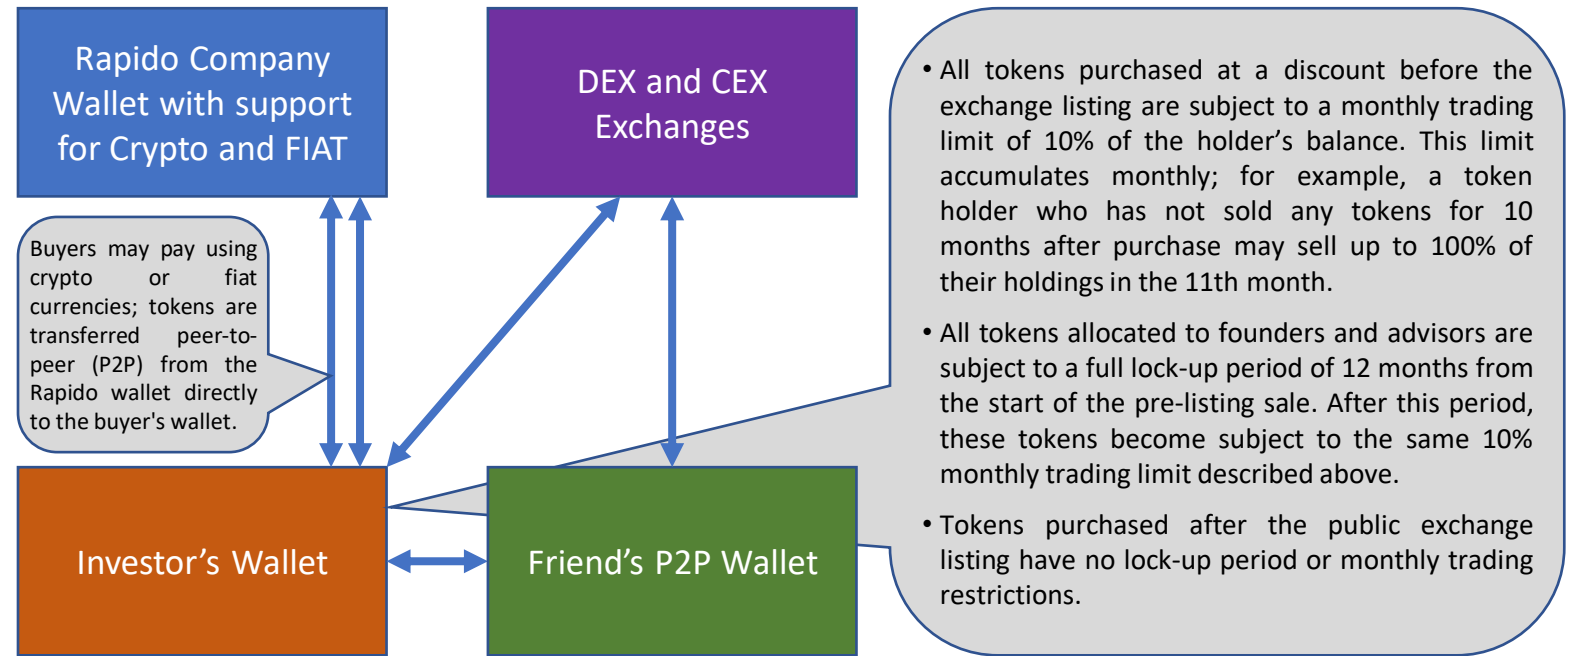 Rapido Company
Wallet with support
for Crypto and FIAT
DEX and CEX
Exchanges
Buyers may pay using
crypto or fiat
currencies; tokens are
transferred peer-to-
peer (P2P) from the
Rapido wallet directly
to the buyer's wallet.
Investor’s Wallet
Friend’s P2P Wallet
• All tokens purchased at a discount before the
exchange listing are subject to a monthly trading
limit of 10% of the holder’s balance. This limit
accumulates monthly; for example, a token
holder who has not sold any tokens for 10
months after purchase may sell up to 100% of
their holdings in the 11th month.
• All tokens allocated to founders and advisors are
subject to a full lock-up period of 12 months from
the start of the pre-listing sale. After this period,
these tokens become subject to the same 10%
monthly trading limit described above.
• Tokens purchased after the public exchange
listing have no lock-up period or monthly trading
restrictions.